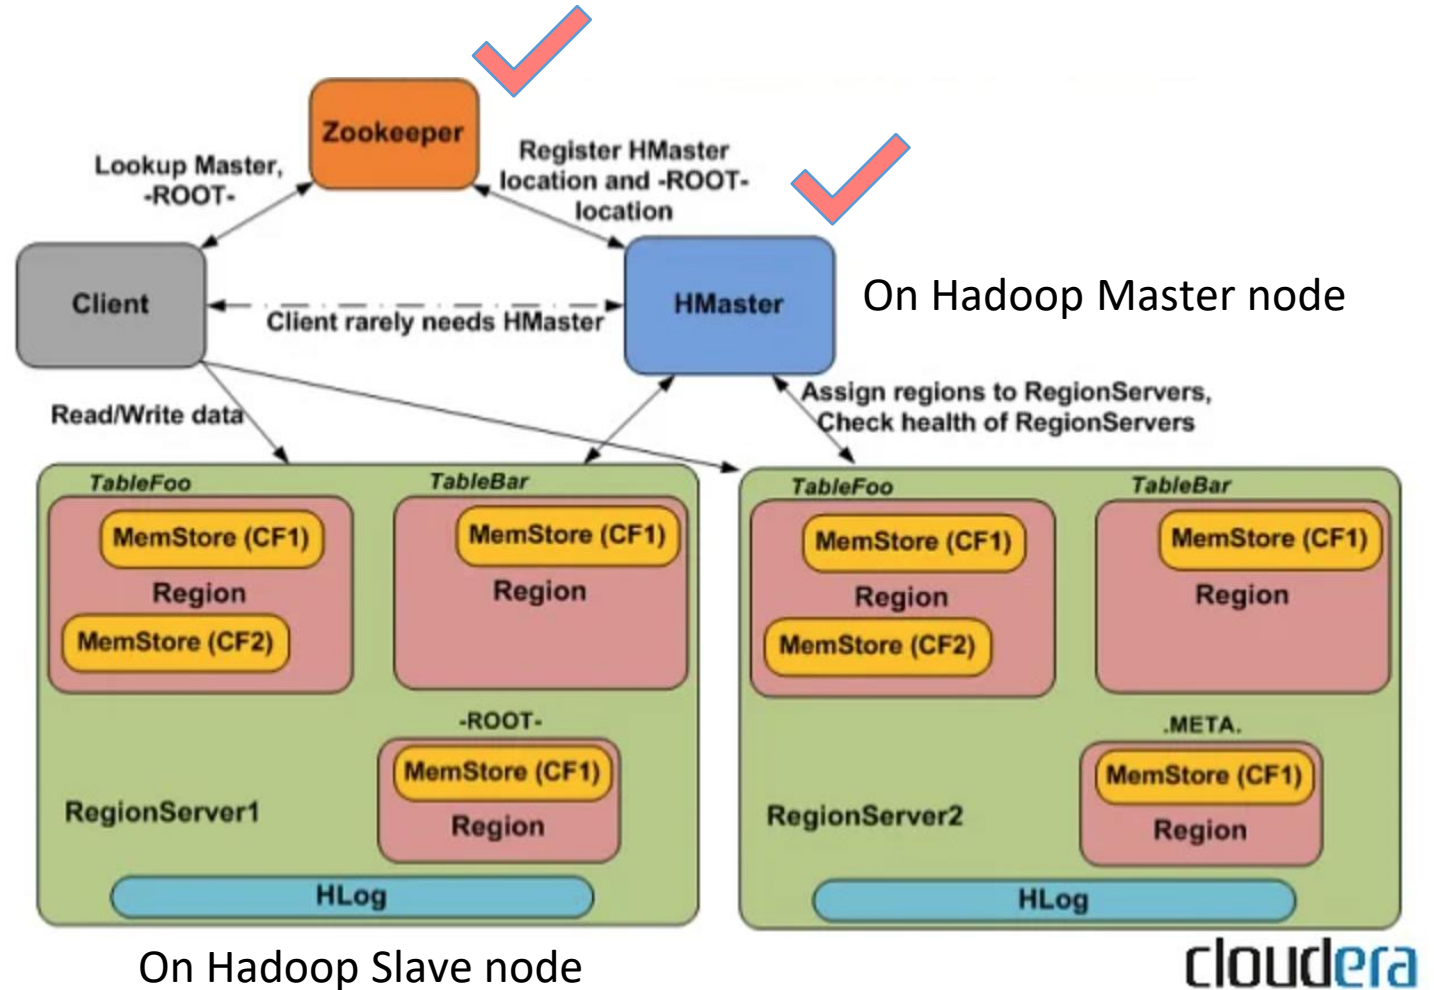 Zookeeper
Lookup Master,
-ROOT-
Register HMaster
location and -ROOT-
location
Client
Client rarely needs HMaster
HMaster
On Hadoop Master node
Read/Write data
Assign regions to RegionServers,
Check health of RegionServers
TableFoo
TableBar
MemStore (CF1)
MemStore (CF1)
Region
Region
MemStore (CF2)
-ROOT-
MemStore (CF1)
Region
RegionServer1
HLog
On Hadoop Slave node
TableFoo
TableBar
MemStore (CF1)
MemStore (CF1)
Region
Region
MemStore (CF2)
.META.
MemStore (CF1)
Region
RegionServer2
HLog
cloudera